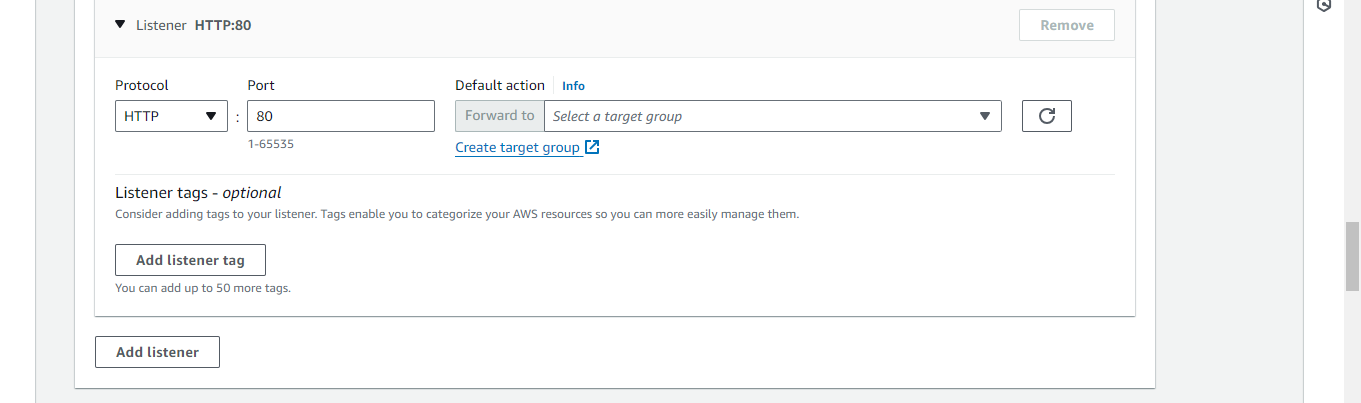 Listener HTTP:80
Remove
Protocol
Port
Default action
Info
HTTP
:
80
Forward to
Select a target group
1-65535
Create target group
Listener tags - optional
Consider adding tags to your listener. Tags enable you to categorize your AWS resources so you can more easily manage them.
Add listener tag
You can add up to 50 more tags.
Add listener